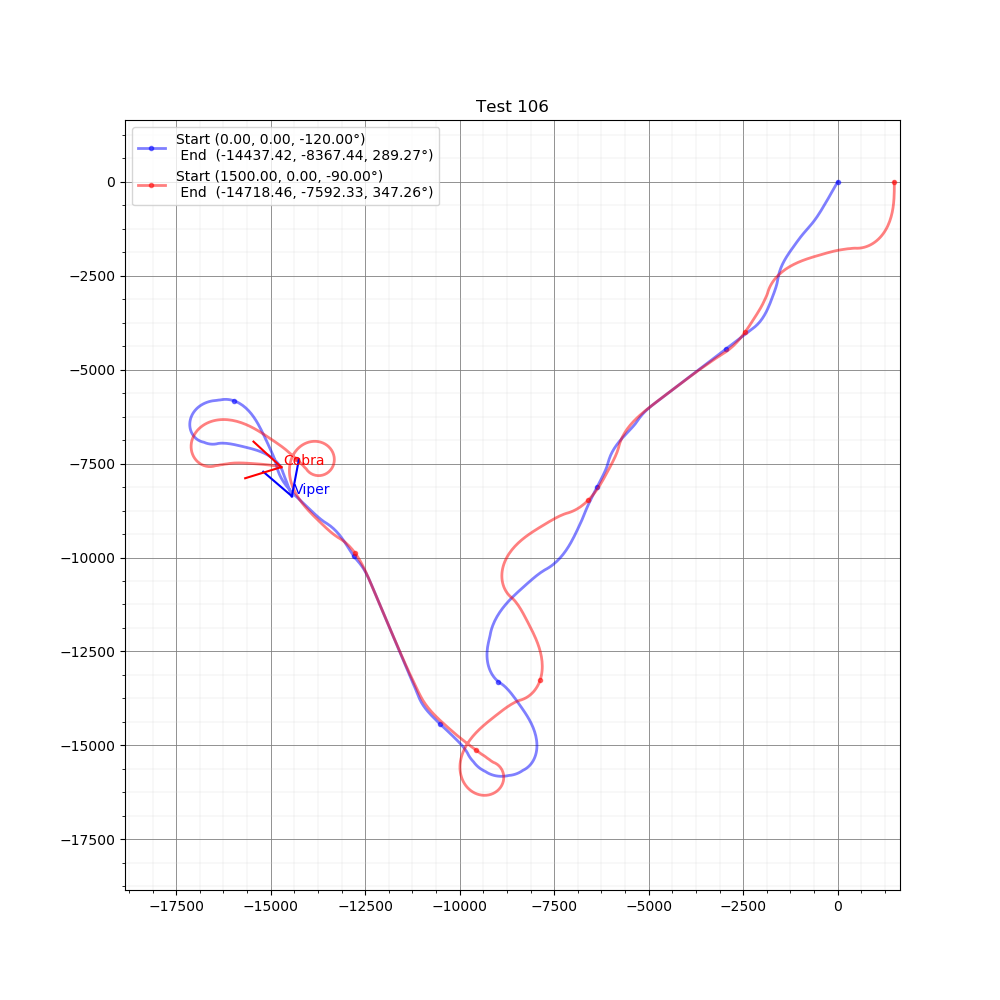 Test 106
Start (0.00, 0.00, -120.00°)
End  (-14437.42, -8367.44, 289.27°)
Start (1500.00, 0.00, -90.00°)
End  (-14718.46, -7592.33, 347.26°)
0
−2500
−5000
−7500
−10000
−12500
−15000
−17500
Cobra
Viper
−17500 −15000 −12500 −10000 −7500 −5000 −2500 0